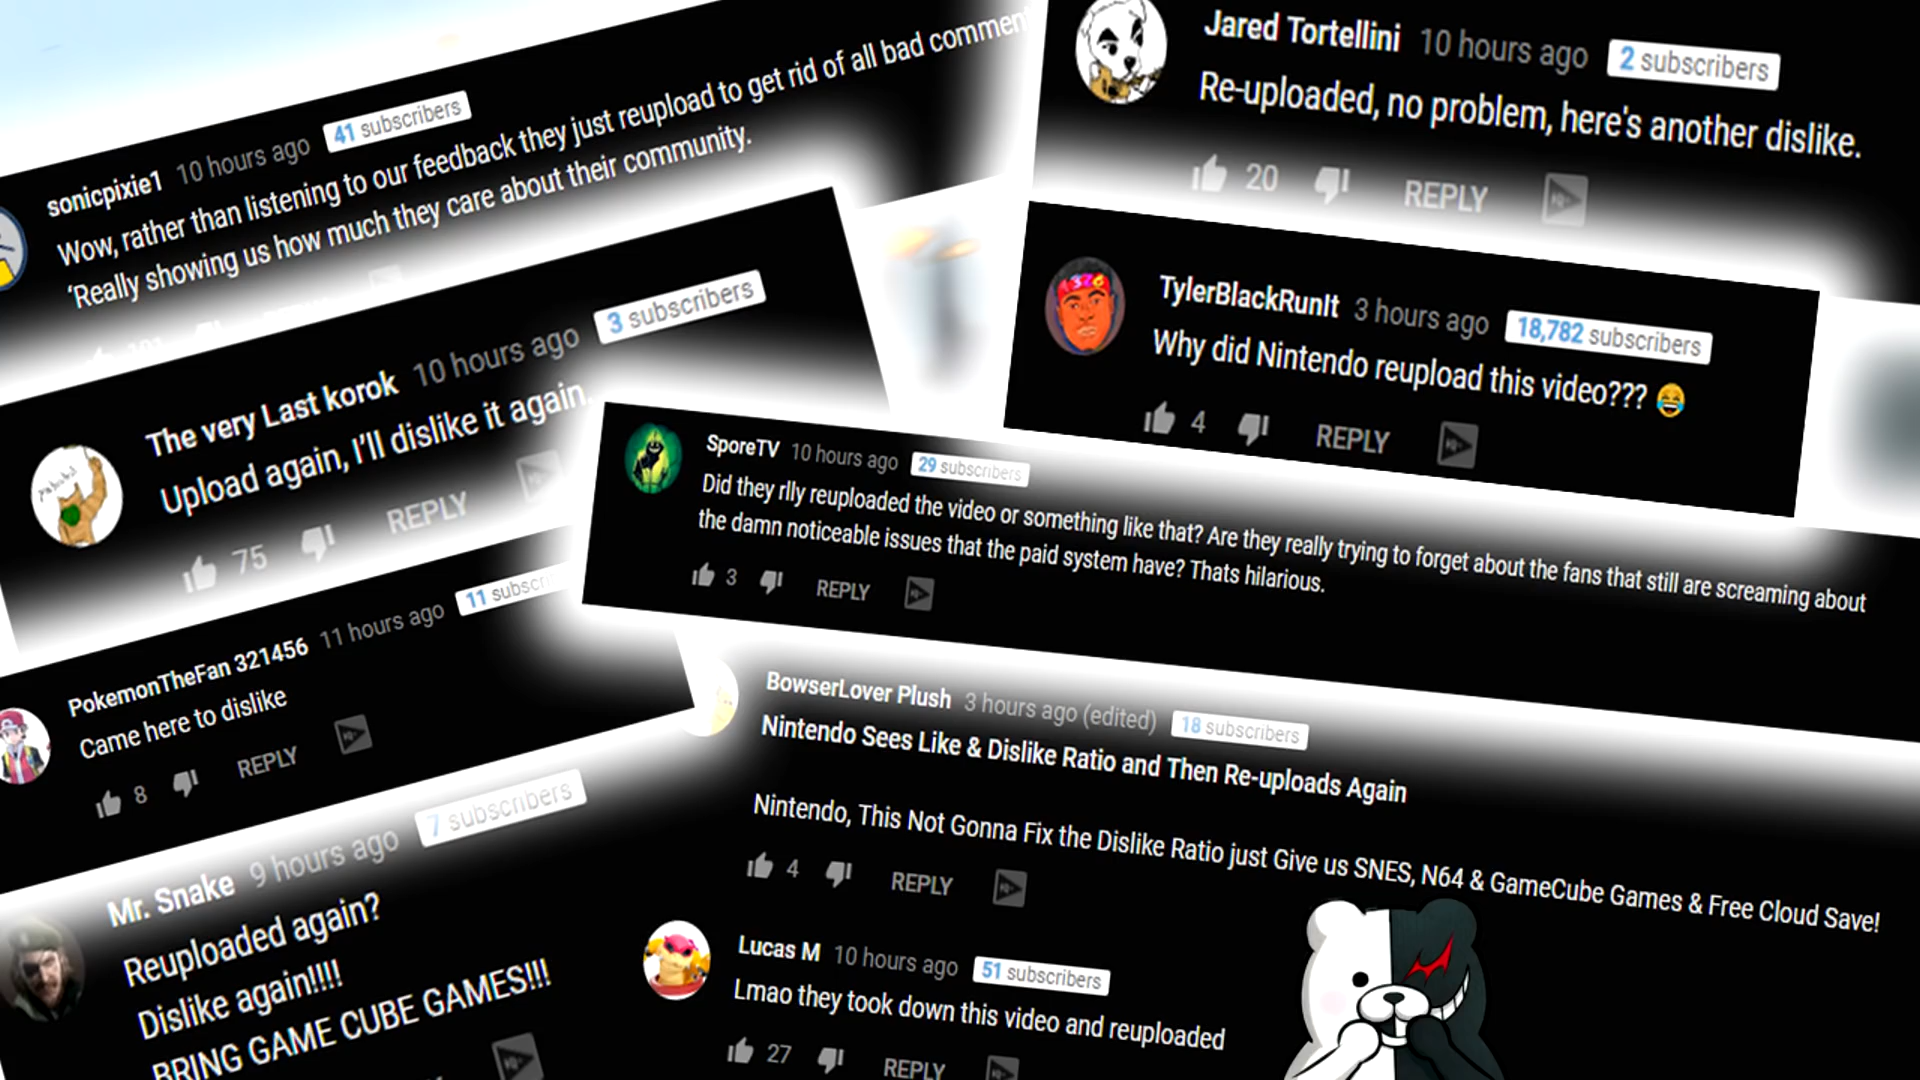 sonicpixie1 10 hours ago 41 subscribers
Wow, rather than listening to our feedback they just reupload to get rid of all bad comment
‘Really showing us how much they care about their community.
The very Last korok 10 hours ago 3 subscribers
Upload again, I’ll dislike it again.
75 REPLY
PokemonTheFan 321456 11 hours ago 11 subscri
Came here to dislike
8 REPLY
Mr. Snake 9 hours ago 7 subscribers
Reuploaded again?
Dislike again!!!!
BRING GAME CUBE GAMES!!!
Jared Tortellini 10 hours ago 2 subscribers
Re-uploaded, no problem, here's another dislike.
20 REPLY
TylerBlackRunIt 3 hours ago 18,782 subscribers
Why did Nintendo reupload this video??? 😂
4 REPLY
SporeTV 10 hours ago 29 subscribers
Did they rlly reuploaded the video or something like that? Are they really trying to forget about the fans that still are screaming about
the damn noticeable issues that the paid system have? Thats hilarious.
3 REPLY
BowserLover Plush 3 hours ago (edited) 18 subscribers
Nintendo Sees Like & Dislike Ratio and Then Re-uploads Again
Nintendo, This Not Gonna Fix the Dislike Ratio just Give us SNES, N64 & GameCube Games & Free Cloud Save!
4 REPLY
Lucas M 10 hours ago 51 subscribers
Lmao they took down this video and reuploaded
27 REPLY